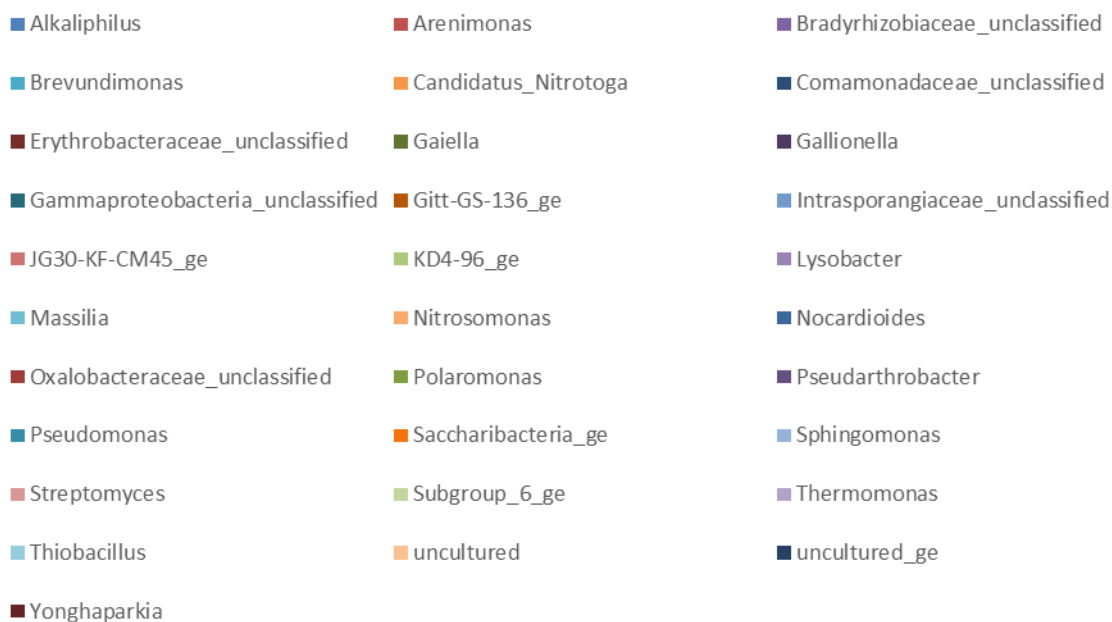 Alkaliphilus Arenimonas Bradyrhizobiaceae_unclassified
Brevundimonas Candidatus_Nitrotoga Comamonadaceae_unclassified
Erythrobacteraceae_unclassified Gaiella Gallionella
Gammaproteobacteria_unclassified Gitt-GS-136_ge Intrasporangiaceae_unclassified
JG30-KF-CM45_ge KD4-96_ge Lysobacter
Massilia Nitrosomonas Nocardioides
Oxalobacteraceae_unclassified Polaromonas Pseudarthrobacter
Pseudomonas Saccharibacteria_ge Sphingomonas
Streptomyces Subgroup_6_ge Thermomonas
Thiobacillus uncultured uncultured_ge
Yonghaparkia